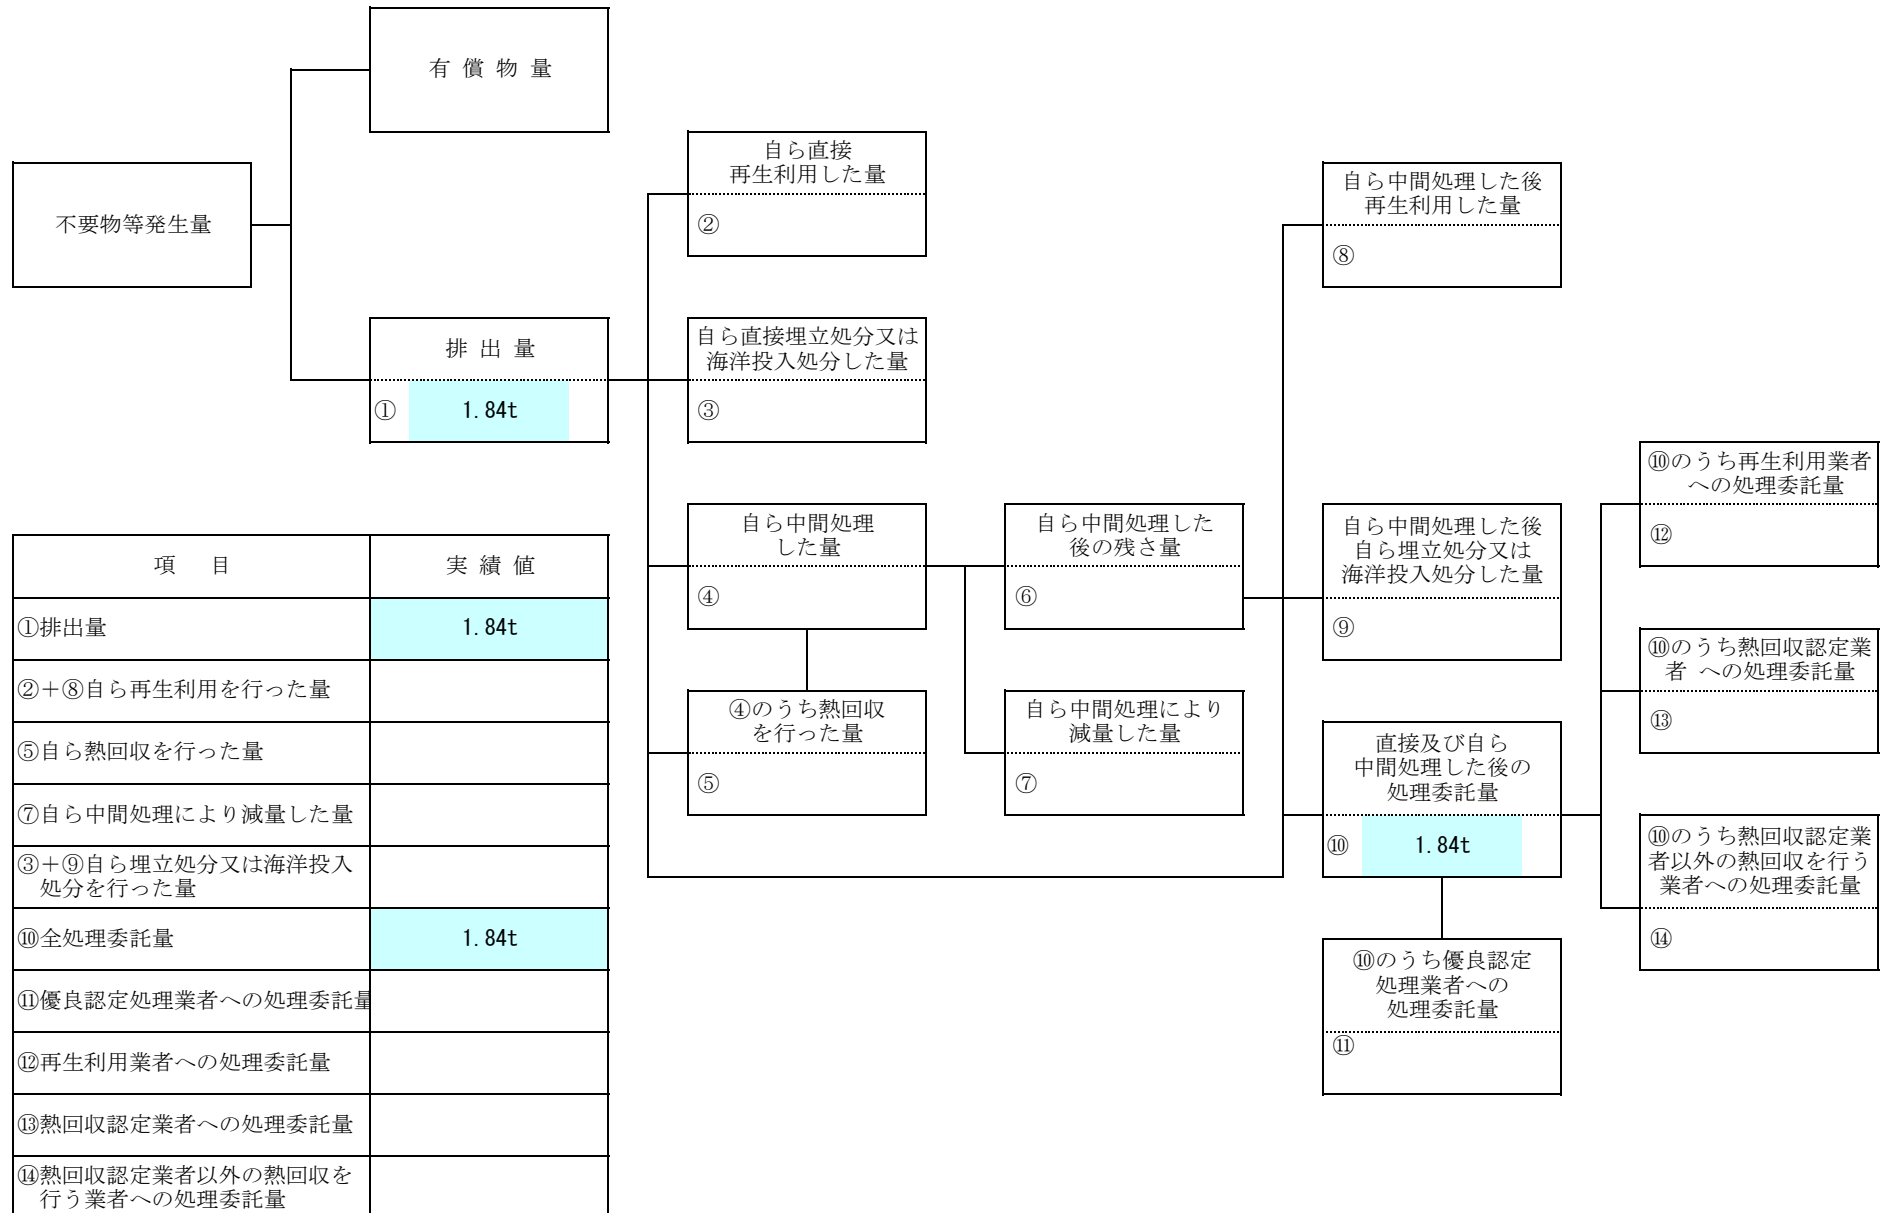 有 償 物 量
不要物等発生量
排 出 量
① 1.84t
自ら直接
再生利用した量
②
自ら直接埋立処分又は
海洋投入処分した量
③
自ら中間処理
した量
④
④のうち熱回収
を行った量
⑤
自ら中間処理した
後の残さ量
⑥
自ら中間処理により
減量した量
⑦
自ら中間処理した後
再生利用した量
⑧
自ら中間処理した後
自ら埋立処分又は
海洋投入処分した量
⑨
直接及び自ら
中間処理した後の
処理委託量
⑩ 1.84t
⑩のうち優良認定
処理業者への
処理委託量
⑪
⑩のうち再生利用業者
への処理委託量
⑫
⑩のうち熱回収認定業
者 への処理委託量
⑬
⑩のうち熱回収認定業
者以外の熱回収を行う
業者への処理委託量
⑭
項 目 実 績 値
①排出量 1.84t
②＋⑧自ら再生利用を行った量
⑤自ら熱回収を行った量
⑦自ら中間処理により減量した量
③＋⑨自ら埋立処分又は海洋投入
処分を行った量
⑩全処理委託量 1.84t
⑪優良認定処理業者への処理委託量
⑫再生利用業者への処理委託量
⑬熱回収認定業者への処理委託量
⑭熱回収認定業者以外の熱回収を
行う業者への処理委託量